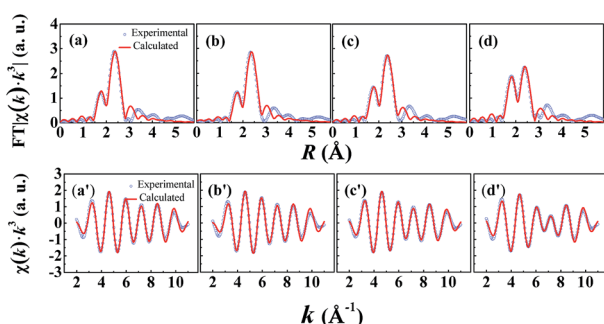 FT|χ(k)·k³| (a. u.)
4
3
2
1
0
(a) Experimental
Calculated
(b)
(c)
(d)
0 1 2 3 4 5 0 1 2 3 4 5 0 1 2 3 4 5 0 1 2 3 4 5
R (Å)
χ(k)·k³ (a. u.)
3
2
1
0
-1
-2
-3
(a') Experimental
Calculated
(b')
(c')
(d')
2 4 6 8 10 2 4 6 8 10 2 4 6 8 10 2 4 6 8 10
k (Å⁻¹)